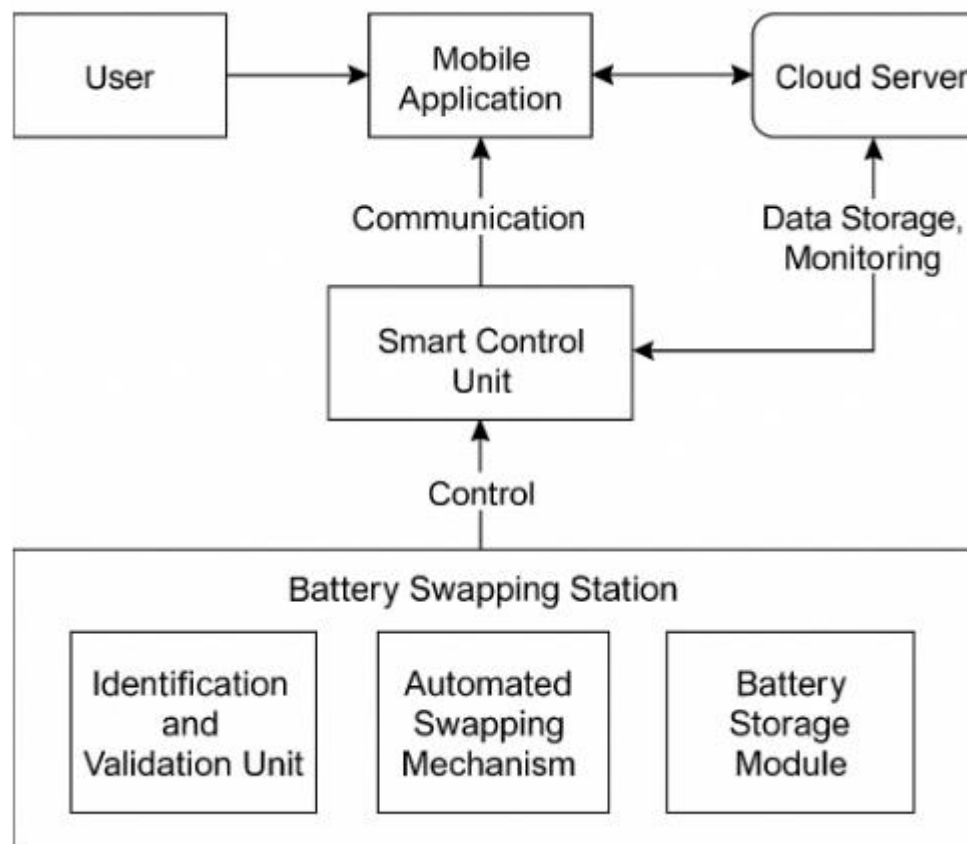 User
Mobile
Application
Cloud Server
Communication
Data Storage,
Monitoring
Smart Control
Unit
Control
Battery Swapping Station
Identification
and
Validation Unit
Automated
Swapping
Mechanism
Battery
Storage
Module